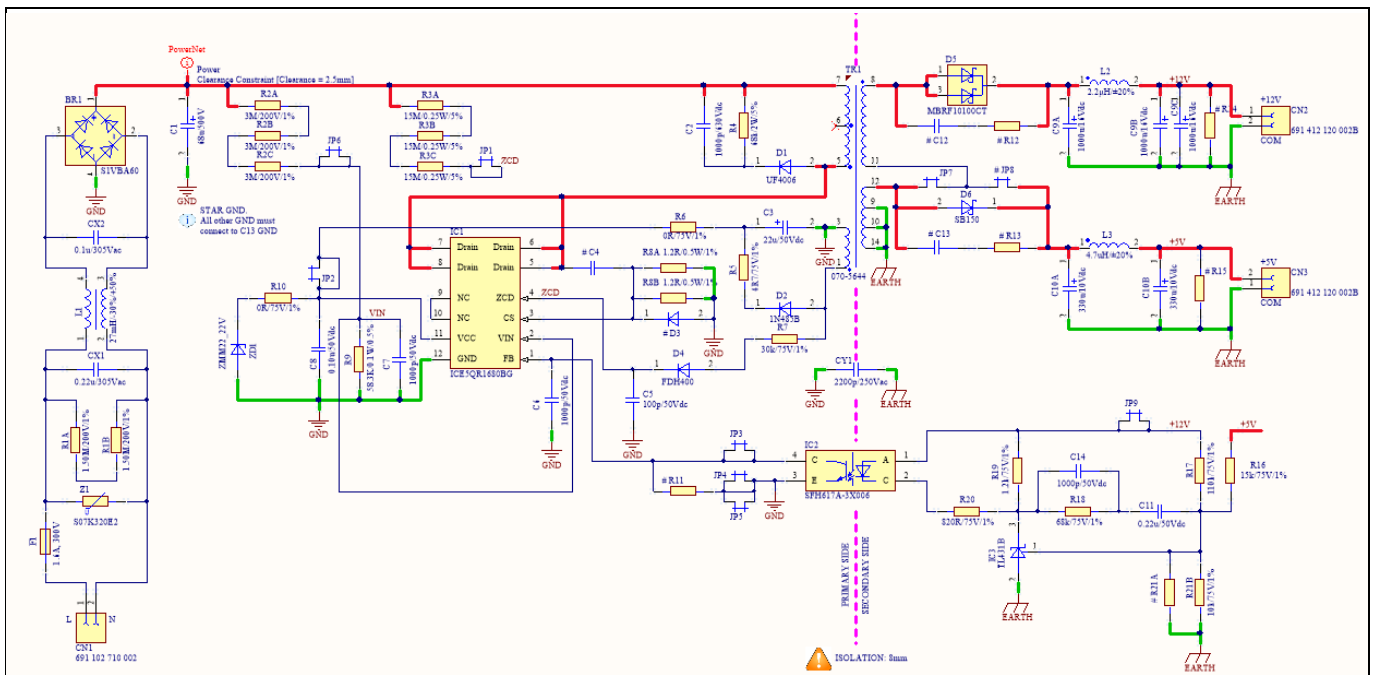 PowerNet
Power
Clearance Constraint [Clearance = 2.5mm]
BR1
S1VBA60
C1
68u/500V
GND
GND
STAR GND.
All other GND must
connect to C13 GND
CX2
0.1u/305Vac
L1
27mH/-30%/+50%
CX1
0.22u/305Vac
R1A
1.50M/200V/1%
R1B
1.50M/200V/1%
Z1
S07K320E2
F1
1.6A, 300V
L
N
CN1
691 102 710 002
R2A
3M/200V/1%
R2B
3M/200V/1%
R2C
3M/200V/1%
JP6
R3A
15M/0.25W/5%
R3B
15M/0.25W/5%
R3C
15M/0.25W/5%
JP1
ZCD
C2
1000p/630Vdc
R4
68k/2W/5%
D1
UF4006
TR1
070-5644
IC1
Drain
Drain
Drain
Drain
NC
NC
ZCD
CS
VCC
VIN
GND
FB
ICE5QR1680BG
# C4
ZCD
R6
0R/75V/1%
C3
22u/50Vdc
GND
R8A 1.2R/0.5W/1%
R8B 1.2R/0.5W/1%
# D3
GND
R5
4R7/75V/1%
D2
1N485B
R7
30k/75V/1%
D4
FDH400
C5
100p/50Vdc
GND
C6
1000p/50Vdc
GND
JP2
R10
0R/75V/1%
ZMM22_22V
ZD1
C8
0.10u/50Vdc
VIN
R9
58.3K/0.1W/0.5%
C7
1000p/50Vdc
GND
CY1
2200p/250Vac
GND
EARTH
D5
MBRF10100CT
# C12
# R12
L2
2.2µH/±20%
+12V
C9A
1000u/16Vdc
C9B
1000u/16Vdc
C9C
1000u/16Vdc
+12V
CN2
COM
691 412 120 002B
EARTH
JP7
# JP8
D6
SB150
# C13
# R13
EARTH
L3
4.7uH/±20%
+5V
C10A
330u/10Vdc
C10B
330u/10Vdc
# R15
+5V
CN3
COM
691 412 120 002B
EARTH
JP3
JP4
JP5
# R11
GND
IC2
C
E
A
C
SFH617A-3X006
JP9
+12V
+5V
R19
1.2k/75V/1%
C14
1000p/50Vdc
R20
820R/75V/1%
R18
68k/75V/1%
C11
0.22u/50Vdc
R17
110k/75V/1%
R16
15k/75V/1%
IC3
TL431B
EARTH
# R21A
R21B
10k/75V/1%
EARTH
PRIMARY SIDE
SECONDARY SIDE
ISOLATION: 8mm